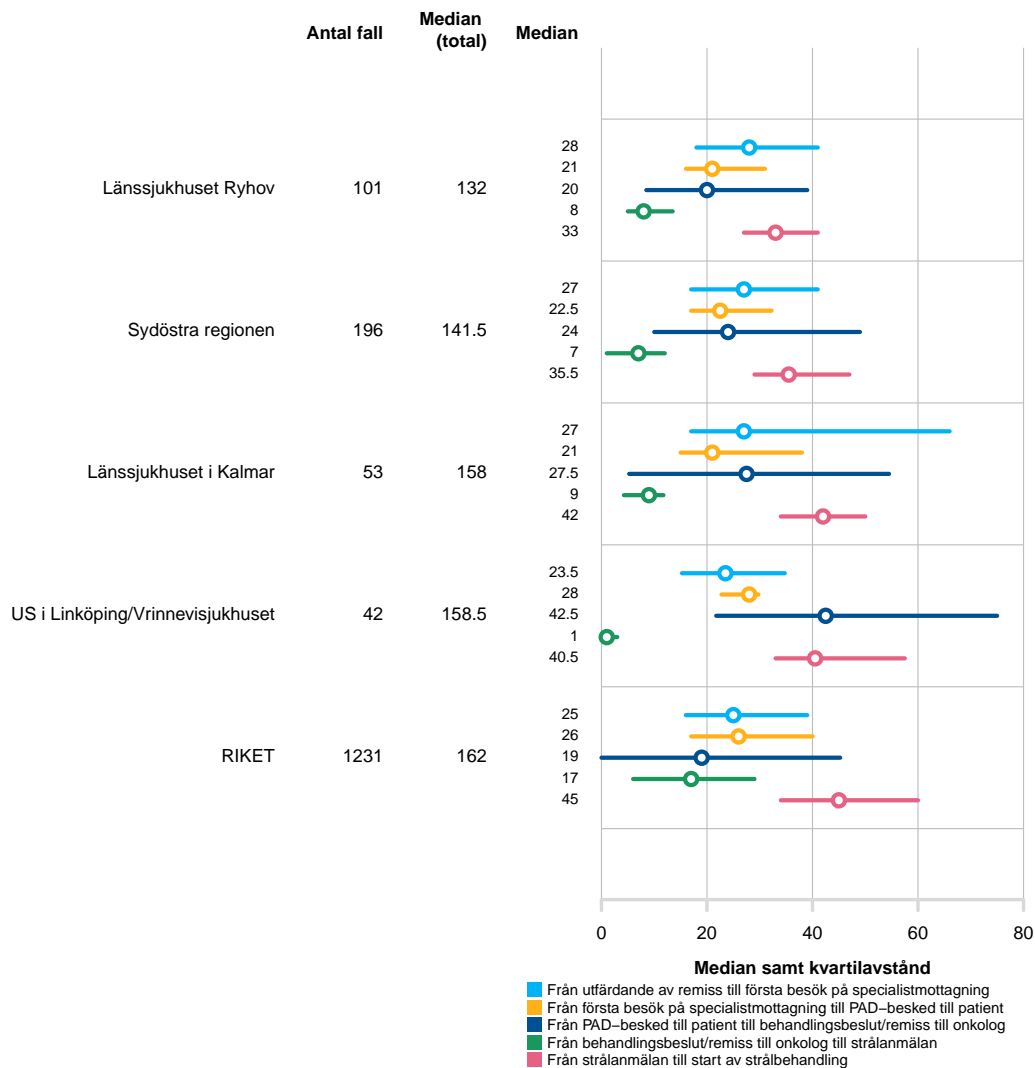 Antal fall Median (total) Median
28
21
Länssjukhuset Ryhov 101 132 20
8
33
27
22.5
Sydöstra regionen 196 141.5 24
7
35.5
27
21
Länssjukhuset i Kalmar 53 158 27.5
9
42
23.5
28
US i Linköping/Vrinnevisjukhuset 42 158.5 42.5
1
40.5
25
26
RIKET 1231 162 19
17
45
0 20 40 60 80
Median samt kvartilavstånd
Från utfärdande av remiss till första besök på specialistmottagning
Från första besök på specialistmottagning till PAD−besked till patient
Från PAD−besked till patient till behandlingsbeslut/remiss till onkolog
Från behandlingsbeslut/remiss till onkolog till strålanmälan
Från strålanmälan till start av strålbehandling